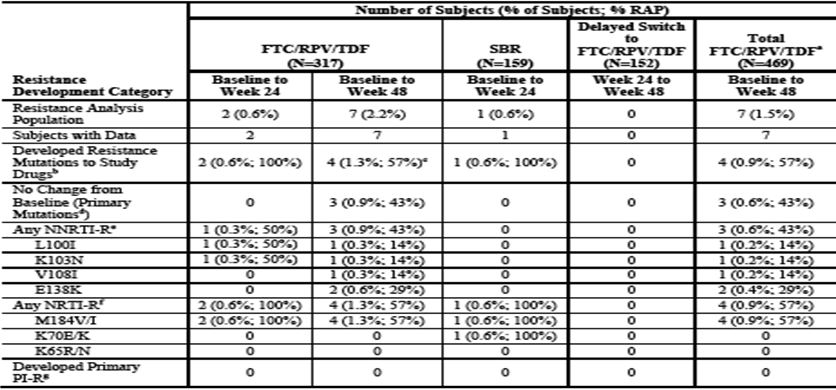 Number of Subjects (% of Subjects; % RAP)
Resistance Development Category
FTC/RPV/TDF (N=317)
SBR (N=159)
Delayed Switch to FTC/RPV/TDF (N=152)
Total FTC/RPV/TDFᵃ (N=469)
Baseline to Week 24
Baseline to Week 48
Baseline to Week 24
Week 24 to Week 48
Baseline to Week 48
Resistance Analysis Population 2 (0.6%) 7 (2.2%) 1 (0.6%) 0 7 (1.5%)
Subjects with Data 2 7 1 0 7
Developed Resistance Mutations to Study Drugsᵇ 2 (0.6%; 100%) 4 (1.3%; 57%)ᶜ 1 (0.6%; 100%) 0 4 (0.9%; 57%)
No Change from Baseline (Primary Mutationsᵈ) 0 3 (0.9%; 43%) 0 0 3 (0.6%; 43%)
Any NNRTI-Rᵉ 1 (0.3%; 50%) 3 (0.9%; 43%) 0 0 3 (0.6%; 43%)
L100I 1 (0.3%; 50%) 1 (0.3%; 14%) 0 0 1 (0.2%; 14%)
K103N 1 (0.3%; 50%) 1 (0.3%; 14%) 0 0 1 (0.2%; 14%)
V108I 0 1 (0.3%; 14%) 0 0 1 (0.2%; 14%)
E138K 0 2 (0.6%; 29%) 0 0 2 (0.4%; 29%)
Any NRTI-Rᶠ 2 (0.6%; 100%) 4 (1.3%; 57%) 1 (0.6%; 100%) 0 4 (0.9%; 57%)
M184V/I 2 (0.6%; 100%) 4 (1.3%; 57%) 1 (0.6%; 100%) 0 4 (0.9%; 57%)
K70E/K 0 0 1 (0.6%; 100%) 0 0
K65R/N 0 0 0 0 0
Developed Primary PI-Rᵍ 0 0 0 0 0